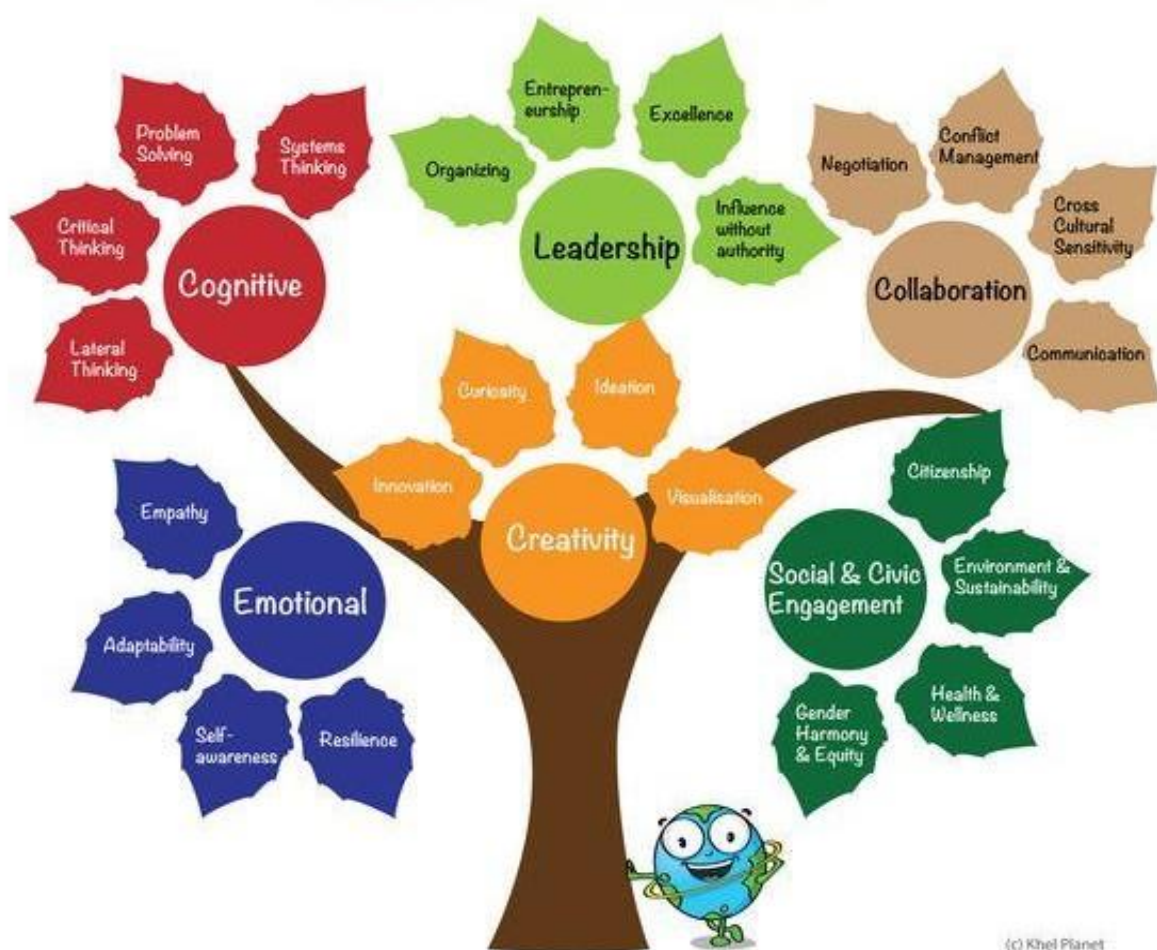 Problem
Solving
Systems
Thinking
Critical
Thinking
Lateral
Thinking
Cognitive
Entrepren-
eurship
Excellence
Organizing
Influence
without
authority
Leadership
Negotiation
Conflict
Management
Cross
Cultural
Sensitivity
Communication
Collaboration
Curiosity
Ideation
Innovation
Visualisation
Creativity
Empathy
Adaptability
Self-
awareness
Resilience
Emotional
Citizenship
Environment &
Sustainability
Health &
Wellness
Gender
Harmony
& Equity
Social & Civic
Engagement
(c) Khel Planet